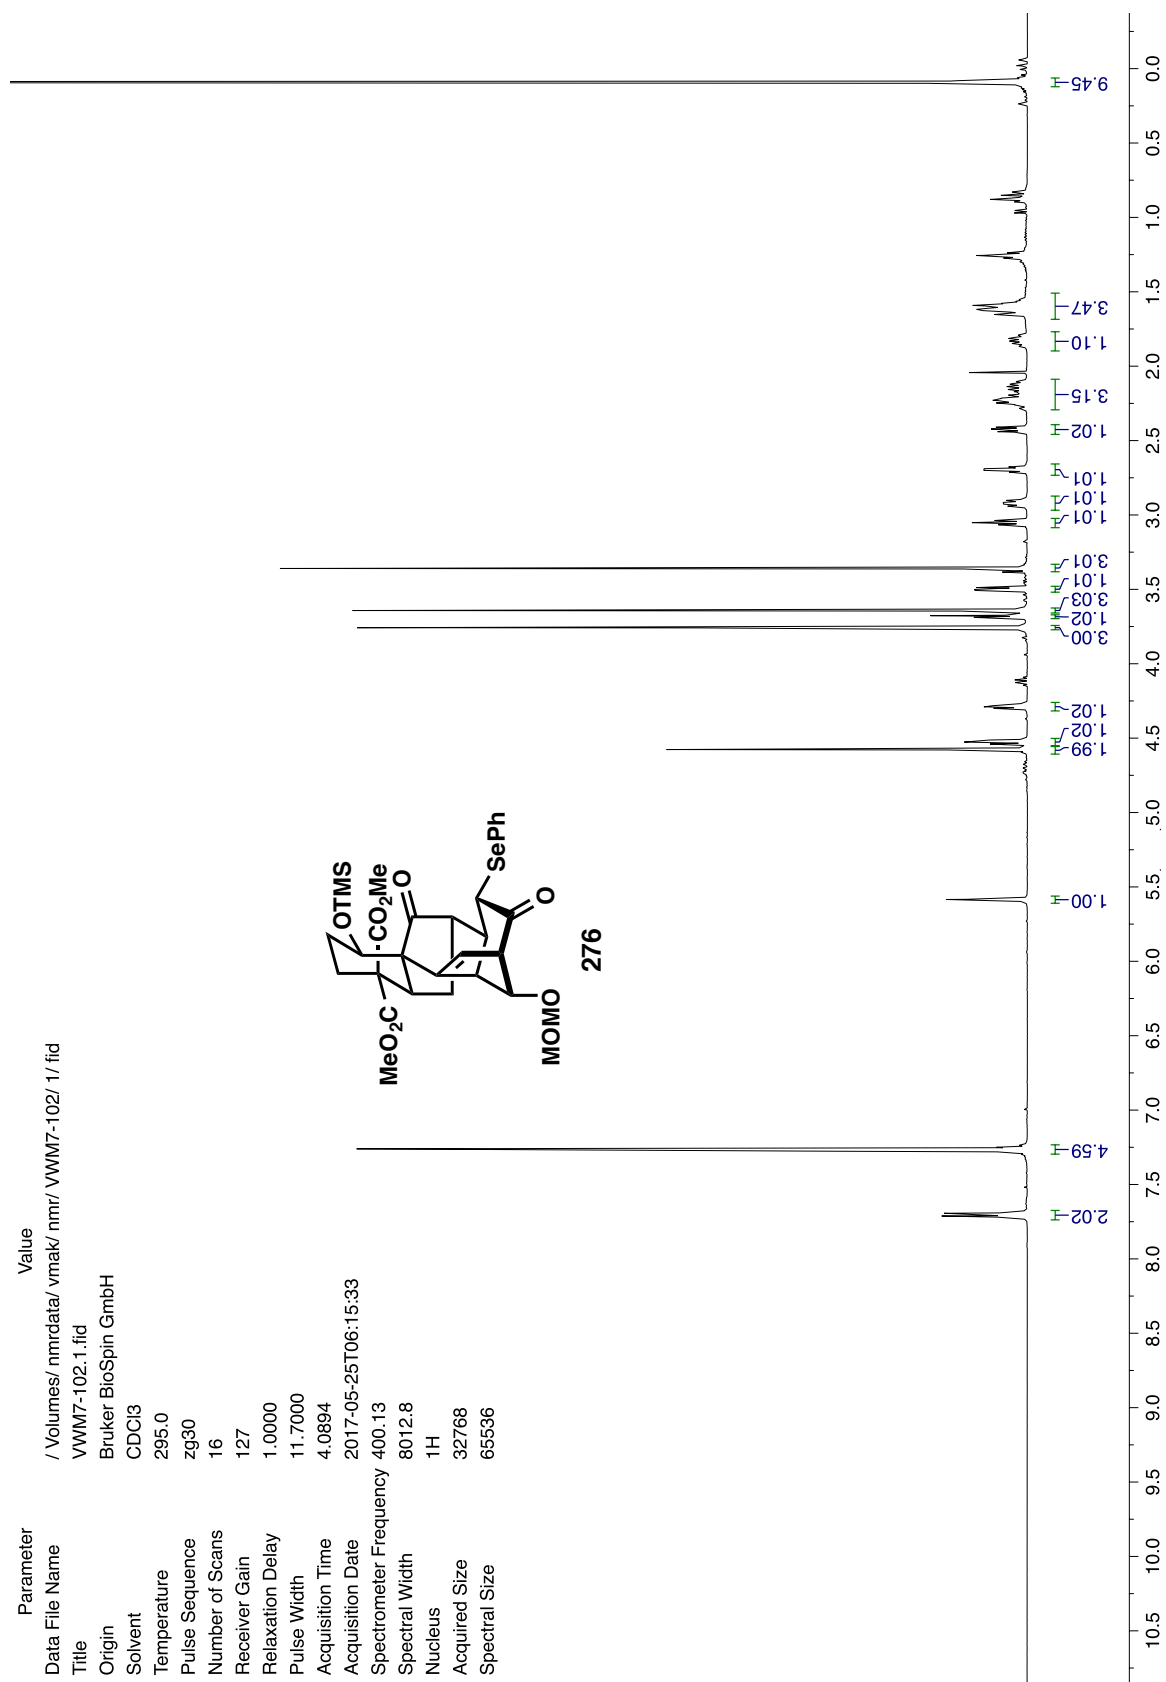 Parameter Value
Data File Name / Volumes/ nmrdata/ vmak/ nmr/ VWM7-102/ 1/ fid
Title VWM7-102.1.fid
Origin Bruker BioSpin GmbH
Solvent CDCl3
Temperature 295.0
Pulse Sequence zg30
Number of Scans 16
Receiver Gain 127
Relaxation Delay 1.0000
Pulse Width 11.7000
Acquisition Time 4.0894
Acquisition Date 2017-05-25T06:15:33
Spectrometer Frequency 400.13
Spectral Width 8012.8
Nucleus 1H
Acquired Size 32768
Spectral Size 65536
OTMS
MeO2C CO2Me
O
SePh
O
MOMO
276
2.02 4.59 1.00 1.99 1.02 1.02 3.00 1.02 3.03 1.01 3.01 1.01 1.01 1.01 1.02 3.15 1.10 3.47 9.45
10.5 10.0 9.5 9.0 8.5 8.0 7.5 7.0 6.5 6.0 5.5 5.0 4.5 4.0 3.5 3.0 2.5 2.0 1.5 1.0 0.5 0.0